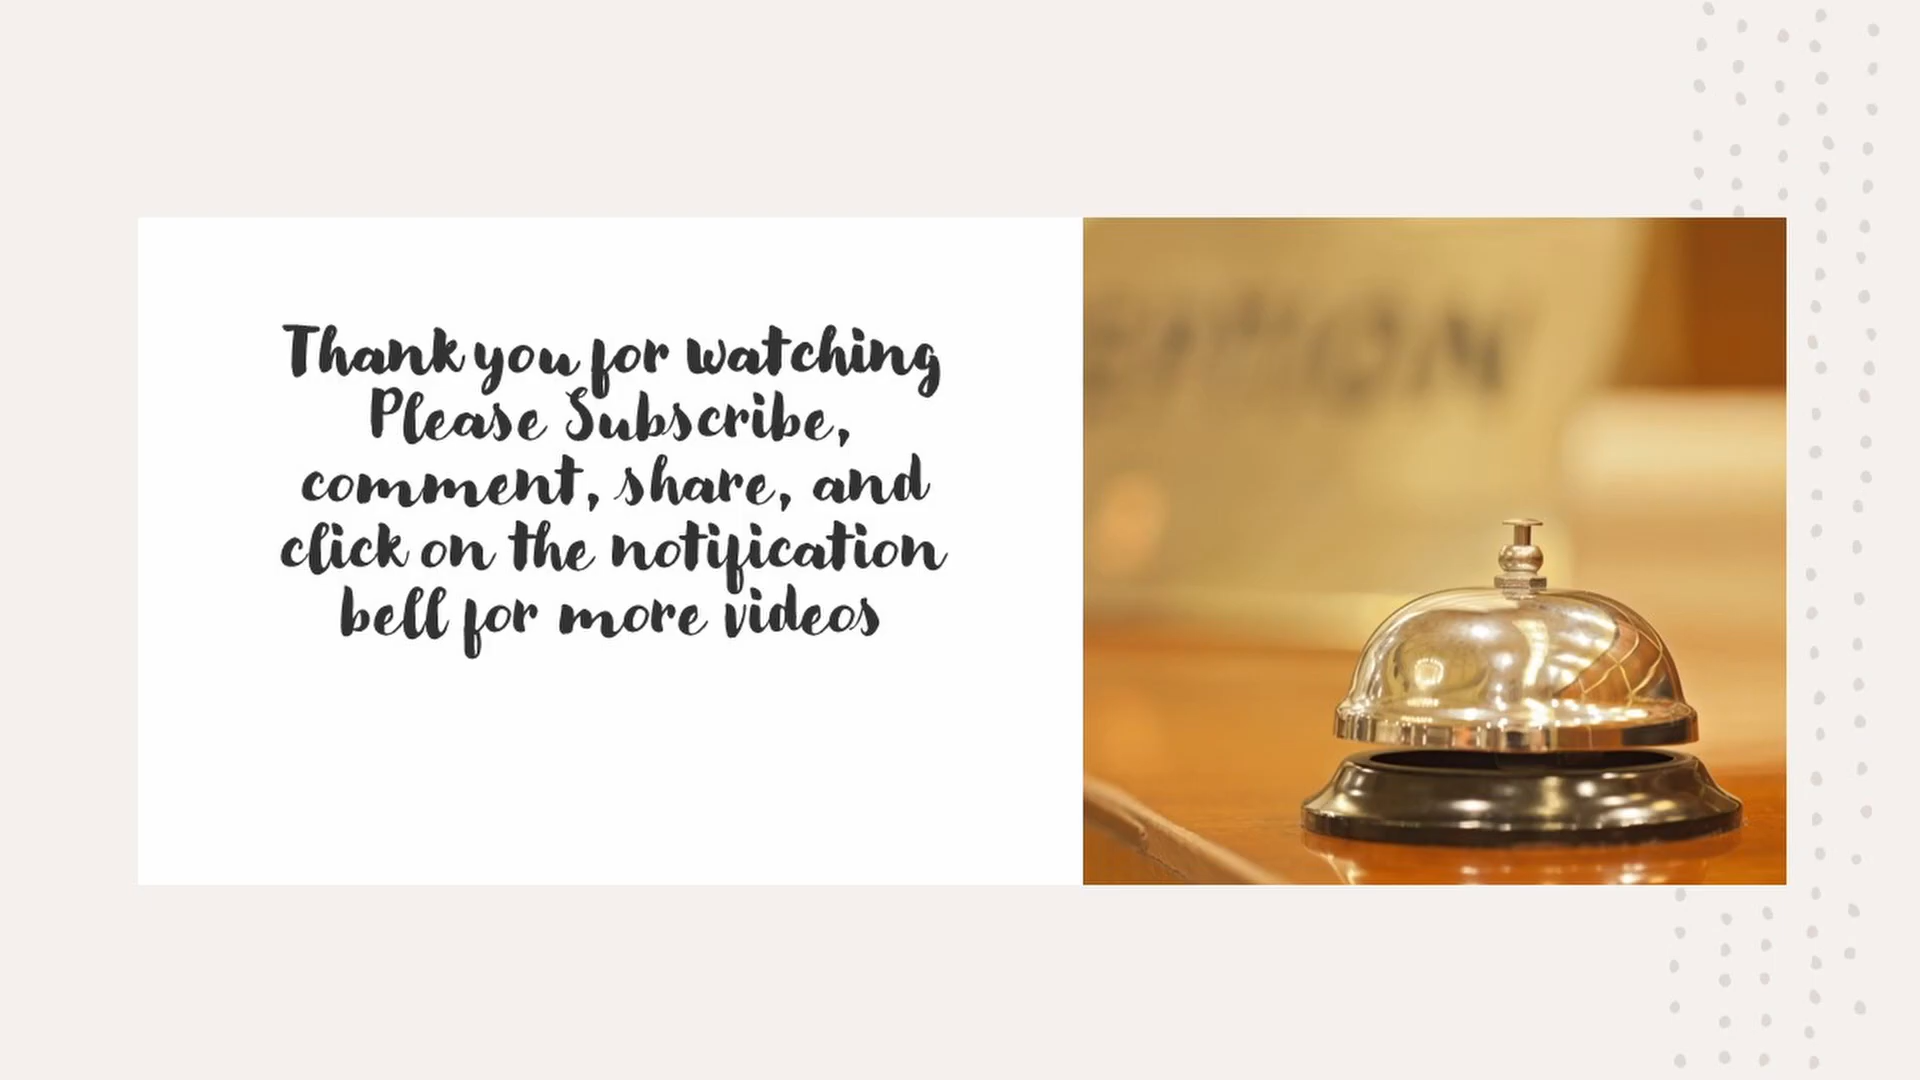 Thank you for watching
Please Subscribe,
comment, share, and
click on the notification
bell for more videos